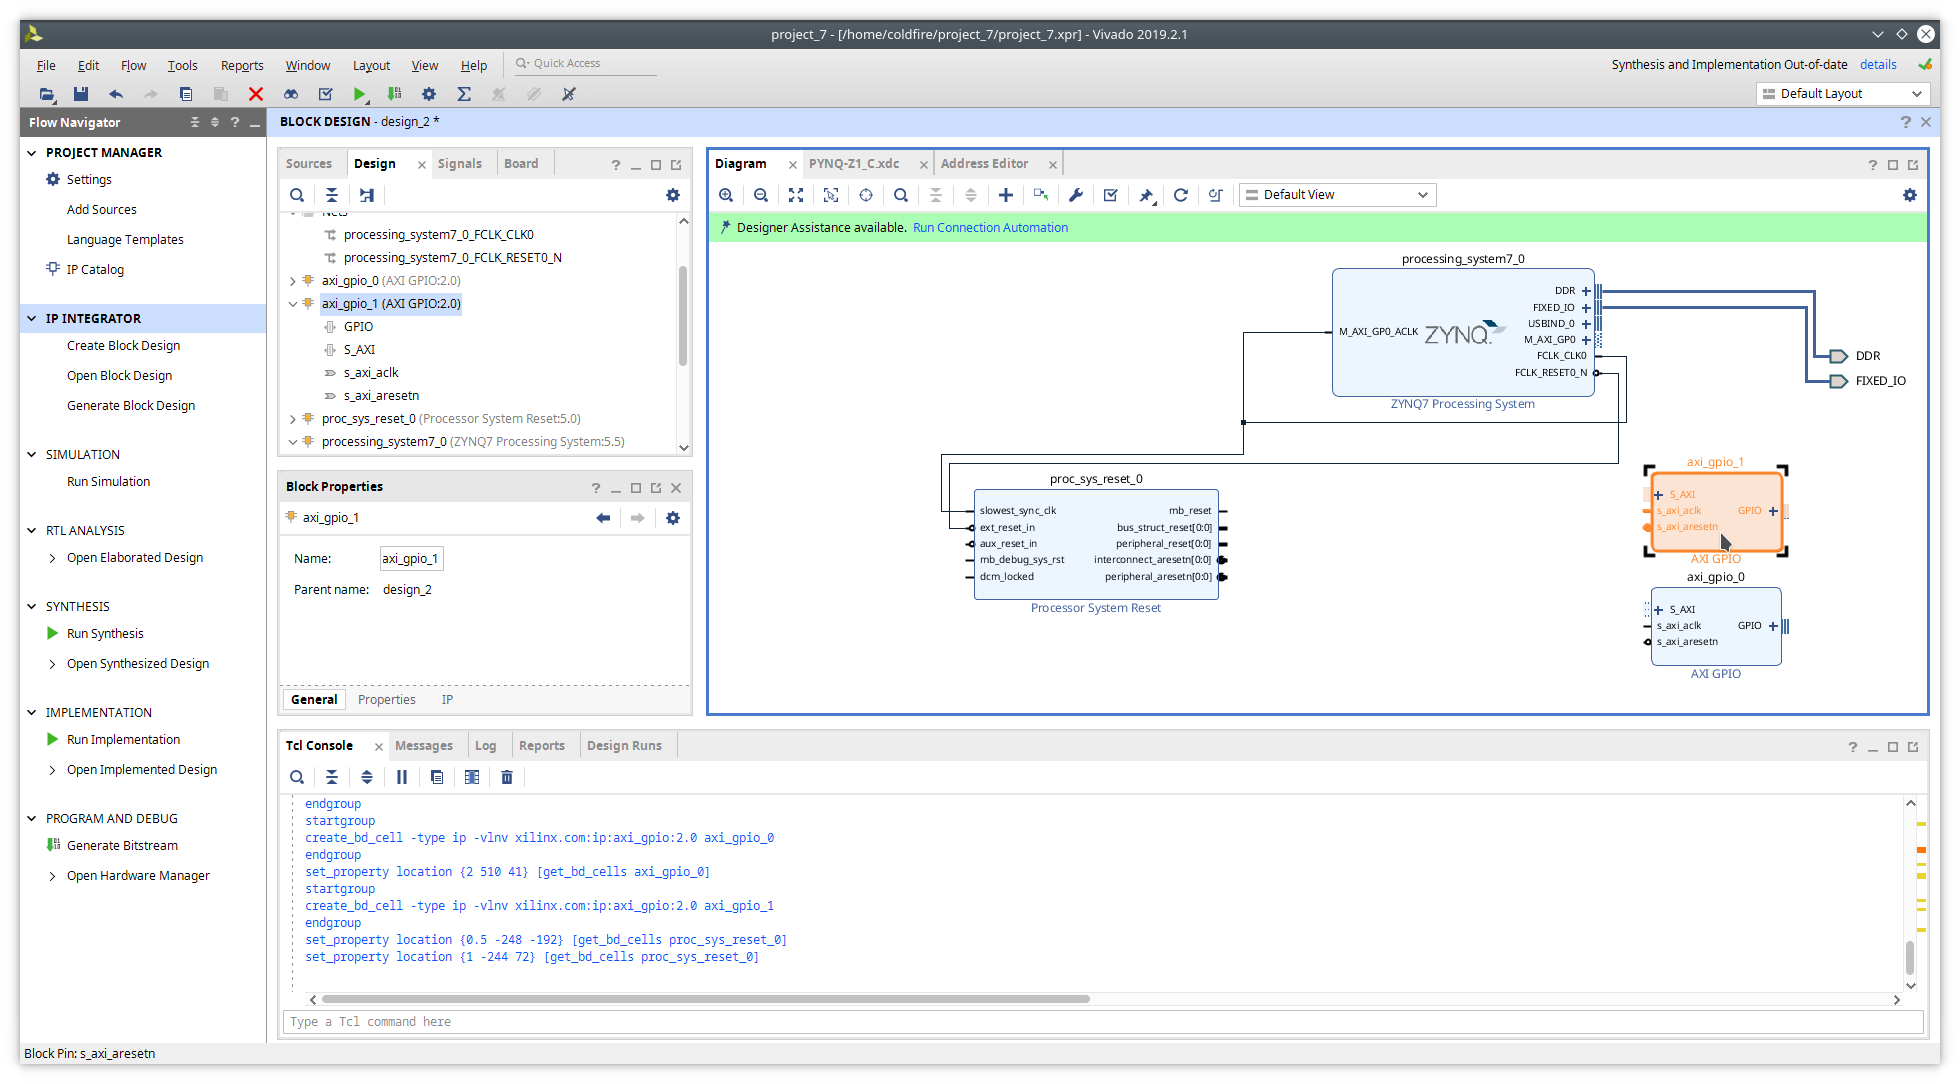 project_7 - [/home/coldfire/project_7/project_7.xpr] - Vivado 2019.2.1
File Edit Flow Tools Reports Window Layout View Help Quick Access
Synthesis and Implementation Out-of-date details
Default Layout
Flow Navigator
PROJECT MANAGER
Settings
Add Sources
Language Templates
IP Catalog
IP INTEGRATOR
Create Block Design
Open Block Design
Generate Block Design
SIMULATION
Run Simulation
RTL ANALYSIS
Open Elaborated Design
SYNTHESIS
Run Synthesis
Open Synthesized Design
IMPLEMENTATION
Run Implementation
Open Implemented Design
PROGRAM AND DEBUG
Generate Bitstream
Open Hardware Manager
BLOCK DESIGN - design_2 *
Sources Design Signals Board
Nets
processing_system7_0_FCLK_CLK0
processing_system7_0_FCLK_RESET0_N
axi_gpio_0 (AXI GPIO:2.0)
axi_gpio_1 (AXI GPIO:2.0)
GPIO
S_AXI
s_axi_aclk
s_axi_aresetn
proc_sys_reset_0 (Processor System Reset:5.0)
processing_system7_0 (ZYNQ7 Processing System:5.5)
Block Properties
axi_gpio_1
Name: axi_gpio_1
Parent name: design_2
General Properties IP
Diagram PYNQ-Z1_C.xdc Address Editor
Default View
Designer Assistance available. Run Connection Automation
processing_system7_0
M_AXI_GP0_ACLK
ZYNQ.
DDR
FIXED_IO
USBIND_0
M_AXI_GP0
FCLK_CLK0
FCLK_RESET0_N
ZYNQ7 Processing System
DDR
FIXED_IO
proc_sys_reset_0
slowest_sync_clk mb_reset
ext_reset_in bus_struct_reset[0:0]
aux_reset_in peripheral_reset[0:0]
mb_debug_sys_rst interconnect_aresetn[0:0]
dcm_locked peripheral_aresetn[0:0]
Processor System Reset
axi_gpio_1
S_AXI
s_axi_aclk GPIO
s_axi_aresetn
AXI GPIO
axi_gpio_0
S_AXI
s_axi_aclk GPIO
s_axi_aresetn
AXI GPIO
Tcl Console Messages Log Reports Design Runs
endgroup
startgroup
create_bd_cell -type ip -vlnv xilinx.com:ip:axi_gpio:2.0 axi_gpio_0
endgroup
set_property location {2 510 41} [get_bd_cells axi_gpio_0]
startgroup
create_bd_cell -type ip -vlnv xilinx.com:ip:axi_gpio:2.0 axi_gpio_1
endgroup
set_property location {0.5 -248 -192} [get_bd_cells proc_sys_reset_0]
set_property location {1 -244 72} [get_bd_cells proc_sys_reset_0]
Type a Tcl command here
Block Pin: s_axi_aresetn